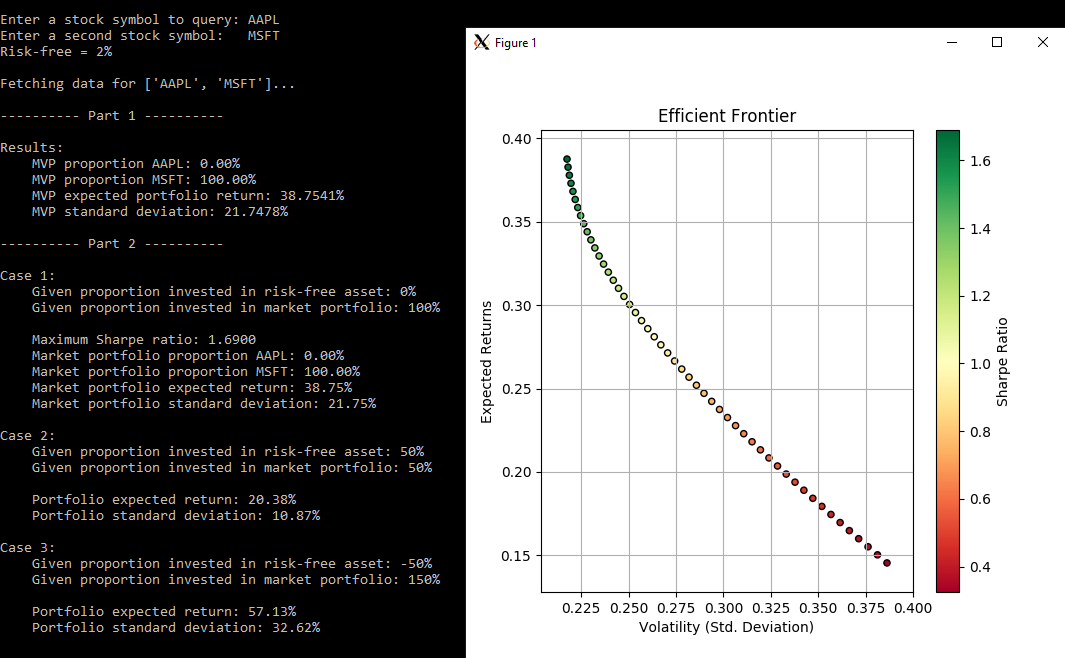 Enter a stock symbol to query: AAPL
Enter a second stock symbol:   MSFT
Risk-free = 2%
Fetching data for ['AAPL', 'MSFT']...
---------- Part 1 ----------
Results:
    MVP proportion AAPL: 0.00%
    MVP proportion MSFT: 100.00%
    MVP expected portfolio return: 38.7541%
    MVP standard deviation: 21.7478%
---------- Part 2 ----------
Case 1:
    Given proportion invested in risk-free asset: 0%
    Given proportion invested in market portfolio: 100%
    Maximum Sharpe ratio: 1.6900
    Market portfolio proportion AAPL: 0.00%
    Market portfolio proportion MSFT: 100.00%
    Market portfolio expected return: 38.75%
    Market portfolio standard deviation: 21.75%
Case 2:
    Given proportion invested in risk-free asset: 50%
    Given proportion invested in market portfolio: 50%
    Portfolio expected return: 20.38%
    Portfolio standard deviation: 10.87%
Case 3:
    Given proportion invested in risk-free asset: -50%
    Given proportion invested in market portfolio: 150%
    Portfolio expected return: 57.13%
    Portfolio standard deviation: 32.62%
Figure 1
Efficient Frontier
Expected Returns
0.40
0.35
0.30
0.25
0.20
0.15
0.225 0.250 0.275 0.300 0.325 0.350 0.375 0.400
Volatility (Std. Deviation)
1.6
1.4
1.2
1.0
0.8
0.6
0.4
Sharpe Ratio